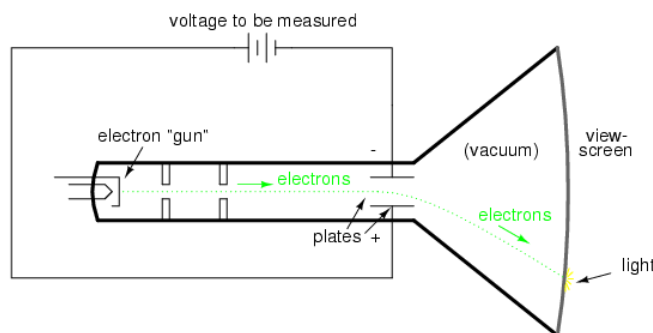 voltage to be measured
electron "gun"
-
(vacuum)
view-
screen
electrons
electrons
plates +
light